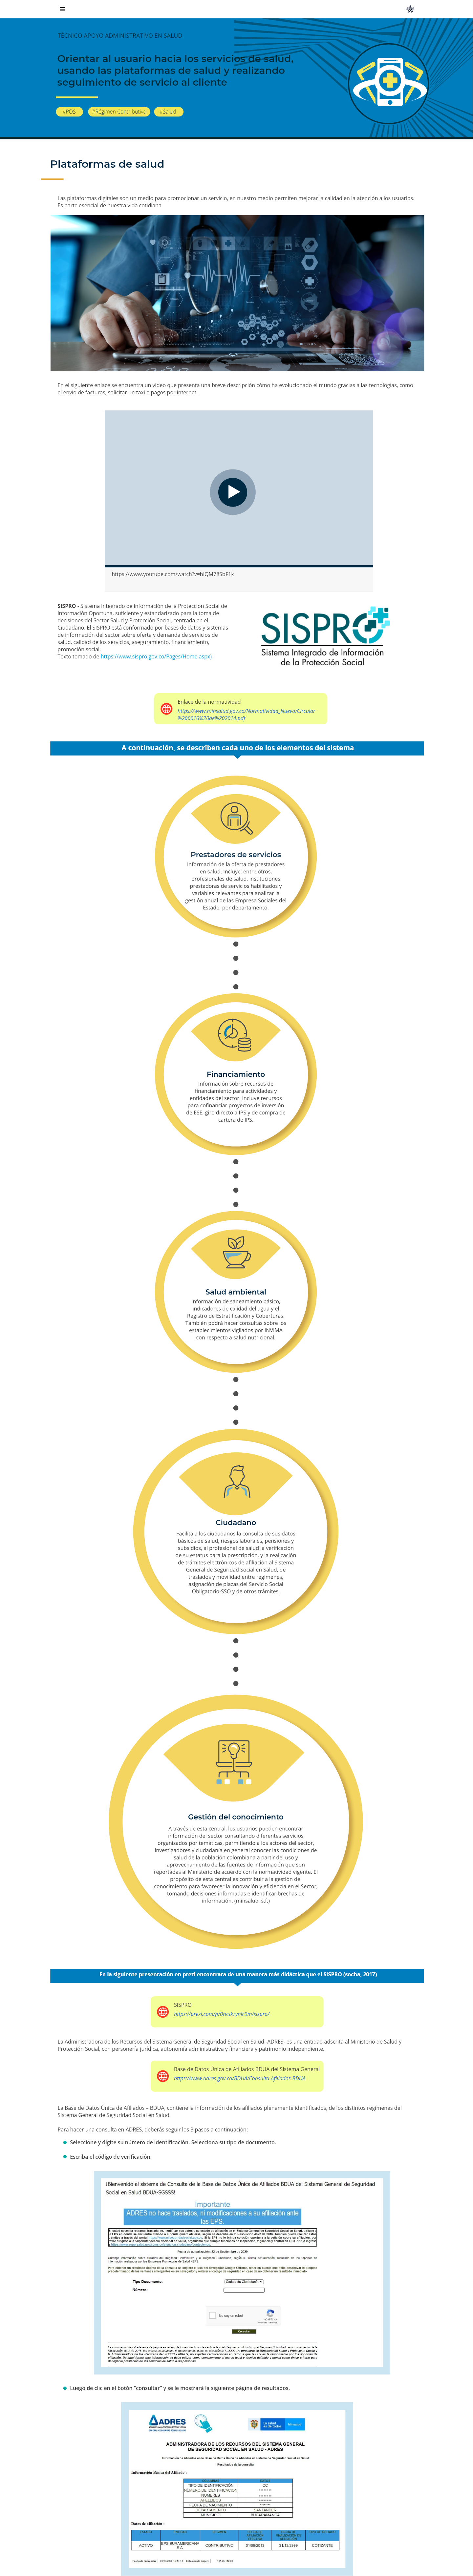 TÉCNICO APOYO ADMINISTRATIVO EN SALUD
Orientar al usuario hacia los servicios de salud,
usando las plataformas de salud y realizando
seguimiento de servicio al cliente
#PDS #Régimen Contributivo #Salud
Plataformas de salud
Las plataformas digitales son un medio para promocionar un servicio, en nuestro medio permiten mejorar la calidad en la atención a los usuarios.
Es parte esencial de nuestra vida cotidiana.
En el siguiente enlace se encuentra un video que presenta una breve descripción cómo ha evolucionado el mundo gracias a las tecnologías, como
el envío de facturas, solicitar un taxi o pagos por internet.
SISPRO - Sistema Integrado de información de la Protección Social de
Información Oportuna, suficiente y estandarizada para la toma de
decisiones del Sector Salud y Protección Social, centrada en el
Ciudadano. El SISPRO está conformado por bases de datos y sistemas
de información del sector sobre oferta y demanda de servicios de
salud, calidad de los servicios, aseguramiento, financiamiento,
promoción social.
Texto tomado de https://www.sispro.gov.co/Pages/Home.aspx)
SISPRO
Sistema Integrado de Información
de la Protección Social
Enlace de la normatividad
https://www.minsalud.gov.co/Normatividad_Nuevo/Circular
%200016%20de%202014.pdf
A continuación, se describen cada uno de los elementos del sistema
Prestadores de servicios
Información de la oferta de prestadores
en salud. Incluye, entre otros,
profesionales de salud, instituciones
prestadoras de servicios habilitados y
variables relevantes para analizar la
gestión anual de las Empresa Sociales del
Estado, por departamento.
Financiamiento
Información sobre recursos de
financiamiento para actividades y
entidades del sector. Incluye recursos
para cofinanciar proyectos de inversión
de ESE, giro directo a IPS y de compra de
cartera de IPS.
Salud ambiental
Información de saneamiento básico,
indicadores de calidad del agua y el
Registro de Estratificación y Coberturas.
También podrá hacer consultas sobre los
establecimientos vigilados por INVIMA
con respecto a salud nutricional.
Ciudadano
Facilita a los ciudadanos la consulta de sus datos
básicos de salud, riesgos laborales, pensiones y
subsidios, al profesional de salud la verificación
de su estatus para la prescripción, y la realización
de trámites electrónicos de afiliación al Sistema
General de Seguridad Social en Salud, de
traslados y movilidad entre regímenes,
asignación de plazas del Servicio Social
Obligatorio-SSO y de otros trámites.
Gestión del conocimiento
A través de esta central, los usuarios pueden encontrar
información del sector consultando diferentes servicios
organizados por temáticas, permitiendo a los actores del sector,
investigadores y ciudadanía en general conocer las condiciones de
salud de la población colombiana a partir del uso y
aprovechamiento de las fuentes de información que son
reportadas al Ministerio de acuerdo con la normatividad vigente. El
propósito de esta central es contribuir a la gestión del
conocimiento para favorecer la innovación y eficiencia en el Sector,
tomando decisiones informadas e identificar brechas de
información. (minsalud, s.f.)
En la siguiente presentación en prezi encontrara de una manera más didáctica que el SISPRO (socha, 2017)
SISPRO
La Administradora de los Recursos del Sistema General de Seguridad Social en Salud -ADRES- es una entidad adscrita al Ministerio de Salud y
Protección Social, con personería jurídica, autonomía administrativa y financiera y patrimonio independiente.
Base de Datos Única de Afiliados BDUA del Sistema General
https://www.adres.gov.co/BDUA/Consulta-Afiliados-BDUA
La Base de Datos Única de Afiliados – BDUA, contiene la información de los afiliados plenamente identificados, de los distintos regímenes del
Sistema General de Seguridad Social en Salud.
Para hacer una consulta en ADRES, deberás seguir los 3 pasos a continuación:
Seleccione y digite su número de identificación. Selecciona su tipo de documento.
Escriba el código de verificación.
¡Bienvenido al sistema de Consulta de la Base de Datos Única de Afiliados BDUA del Sistema General de Seguridad
Social en Salud BDUA-SGSSS!
Importante
ADRES no hace traslados, ni modificaciones a su afiliación ante
las EPS.
Tipo Documento: Cedula de Ciudadanía
Número:
No soy un robot
Luego de clic en el botón "consultar" y se le mostrará la siguiente página de resultados.
ADRES
ADMINISTRADORA DE LOS RECURSOS DEL SISTEMA GENERAL
DE SEGURIDAD SOCIAL EN SALUD - ADRES
Información de Afiliados en la Base de Datos Única de Afiliados al Sistema de Seguridad Social en Salud
Resultados de la consulta
Información Básica del Afiliado :
TIPO DE IDENTIFICACIÓN CC
NÚMERO DE IDENTIFICACION
NOMBRES
APELLIDOS
FECHA DE NACIMIENTO
DEPARTAMENTO SANTANDER
MUNICIPIO BUCARAMANGA
Datos de afiliación :
ACTIVO EPS SURAMERICANA S.A. CONTRIBUTIVO 01/09/2013 31/12/2999 COTIZANTE